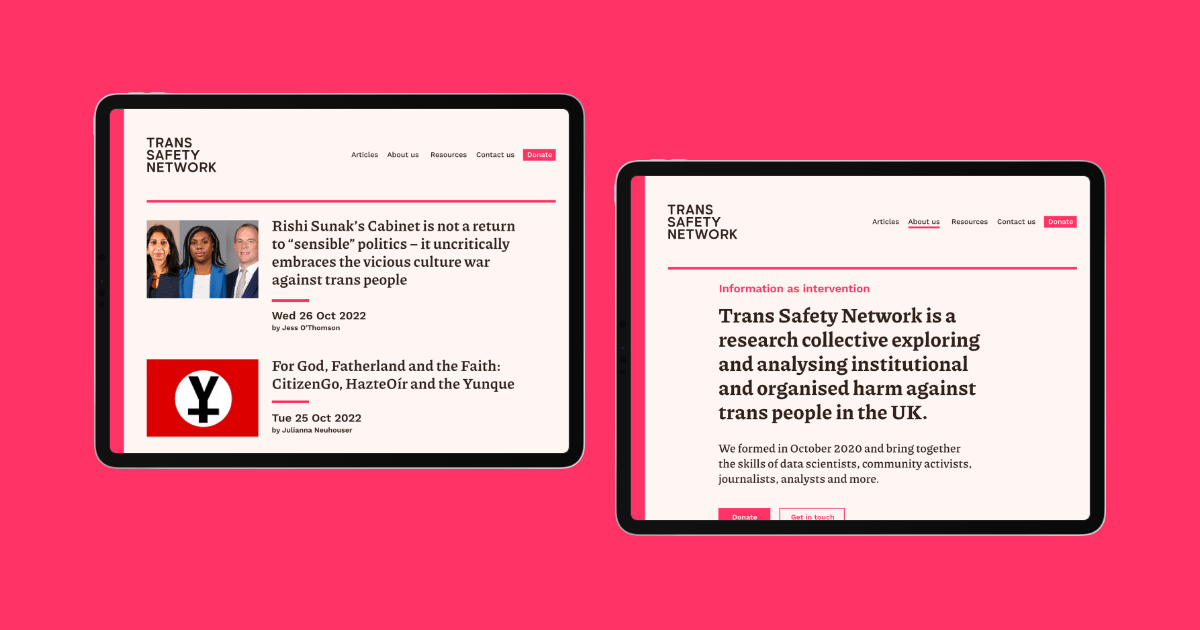 TRANS
SAFETY
NETWORK
Articles About us Resources Contact us Donate
Rishi Sunak's Cabinet is not a return
to “sensible” politics – it uncritically
embraces the vicious culture war
against trans people
Wed 26 Oct 2022
by Jess O'Thomson
For God, Fatherland and the Faith:
CitizenGo, HazteOír and the Yunque
Tue 25 Oct 2022
by Julianna Neuhouser
TRANS
SAFETY
NETWORK
Articles About us Resources Contact us Donate
Information as intervention
Trans Safety Network is a
research collective exploring
and analysing institutional
and organised harm against
trans people in the UK.
We formed in October 2020 and bring together
the skills of data scientists, community activists,
journalists, analysts and more.
Donate Get in touch